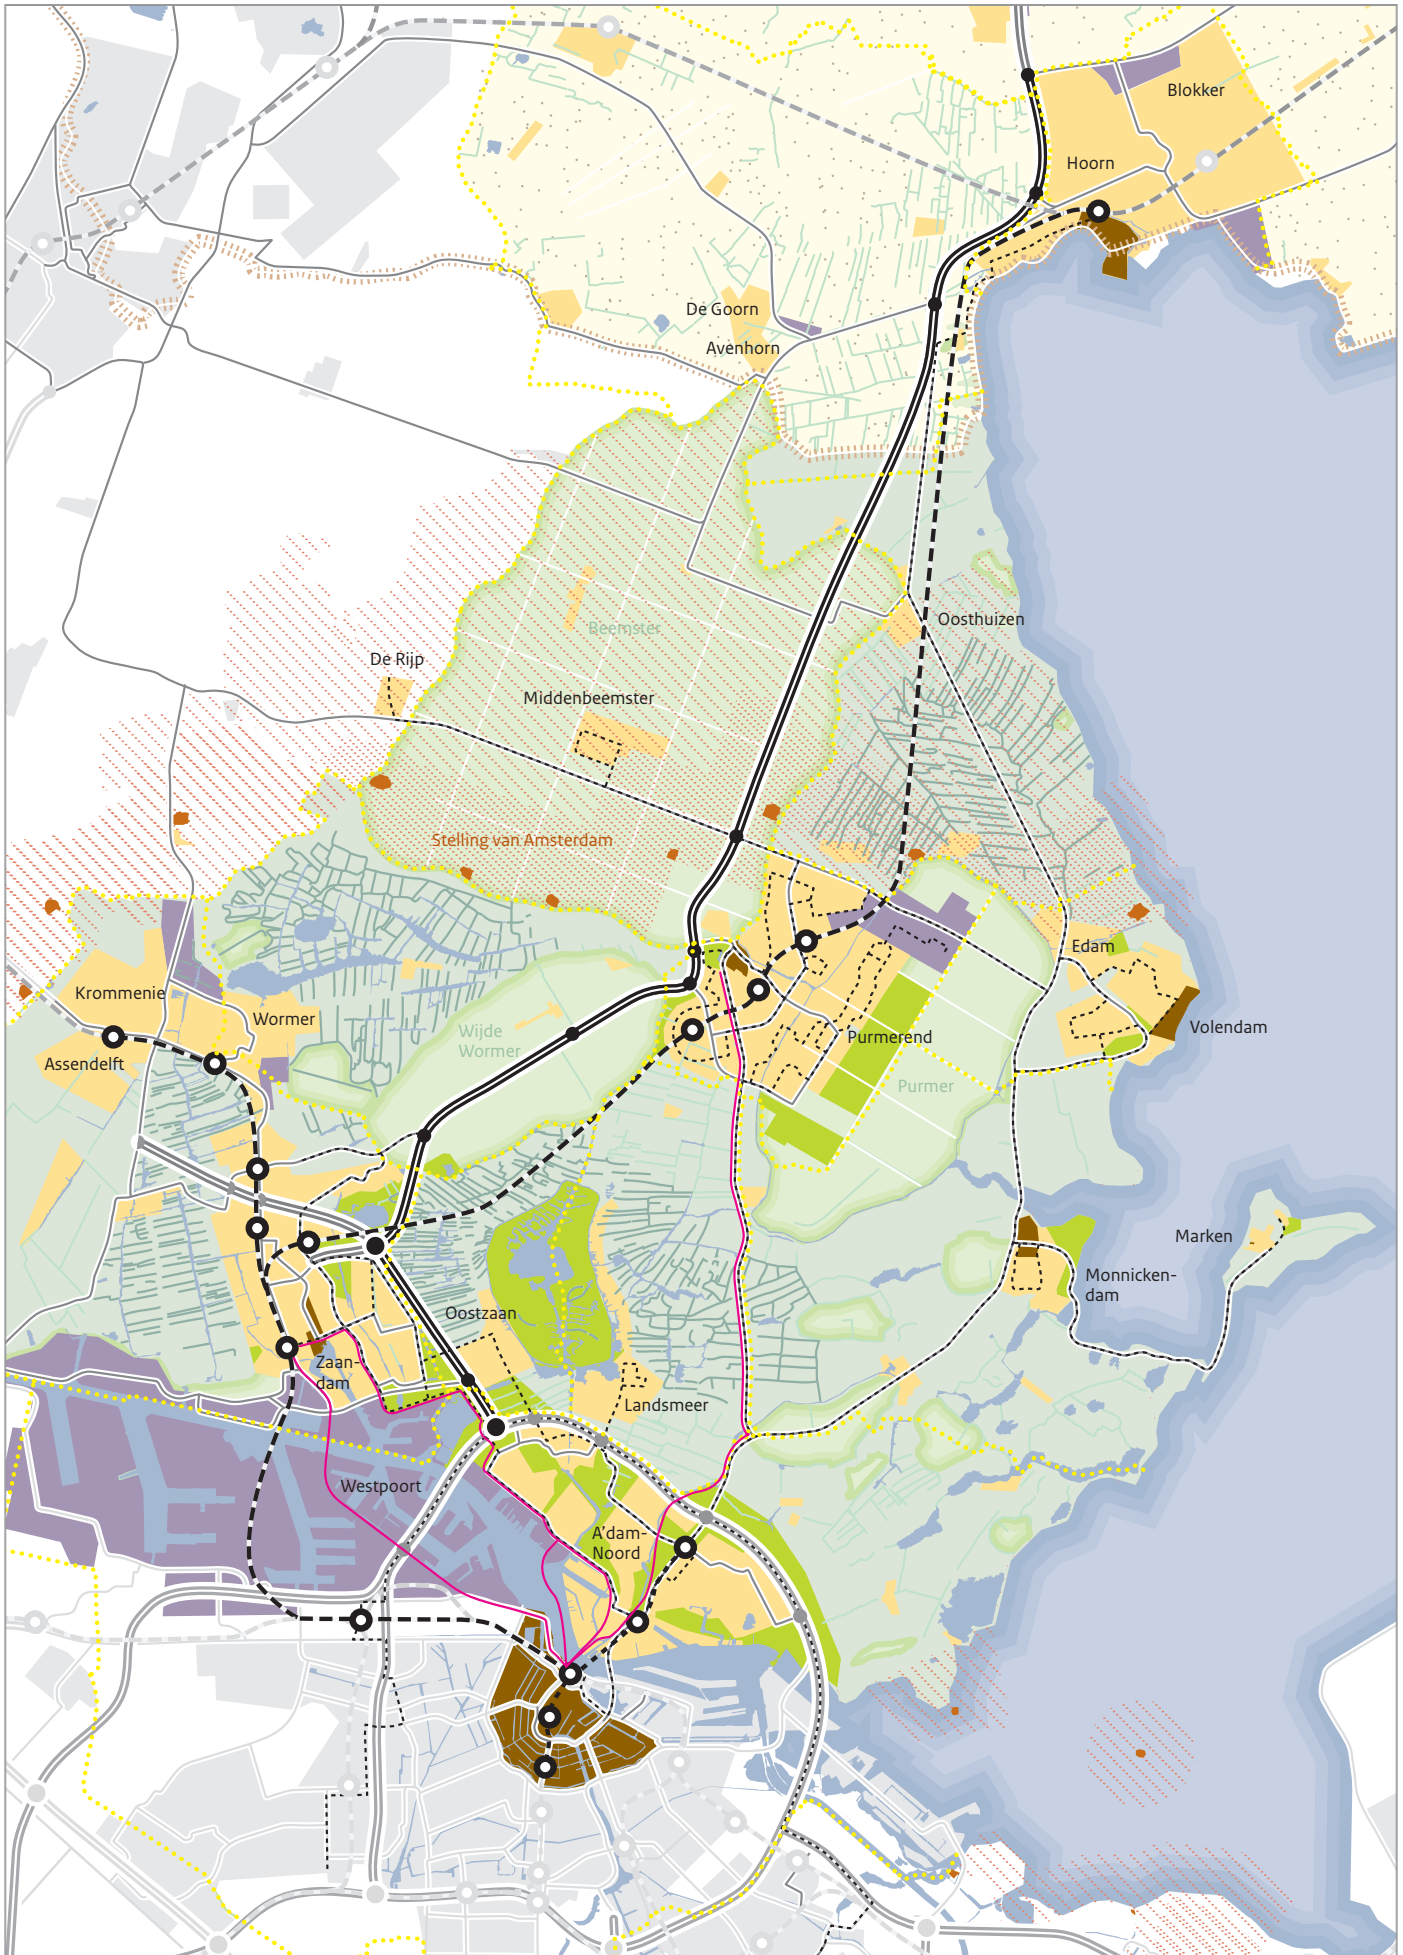 Blokker
Hoorn
De Goorn
Avenhorn
Oosthuizen
Beemster
De Rijp
Middenbeemster
Stelling van Amsterdam
Edam
Krommenie
Wormer
Volendam
Wijde
Wormer
Purmerend
Assendelft
Purmer
Marken
Monnicken-
dam
Oostzaan
Zaan-
dam
Landsmeer
Westpoort
A'dam-
Noord